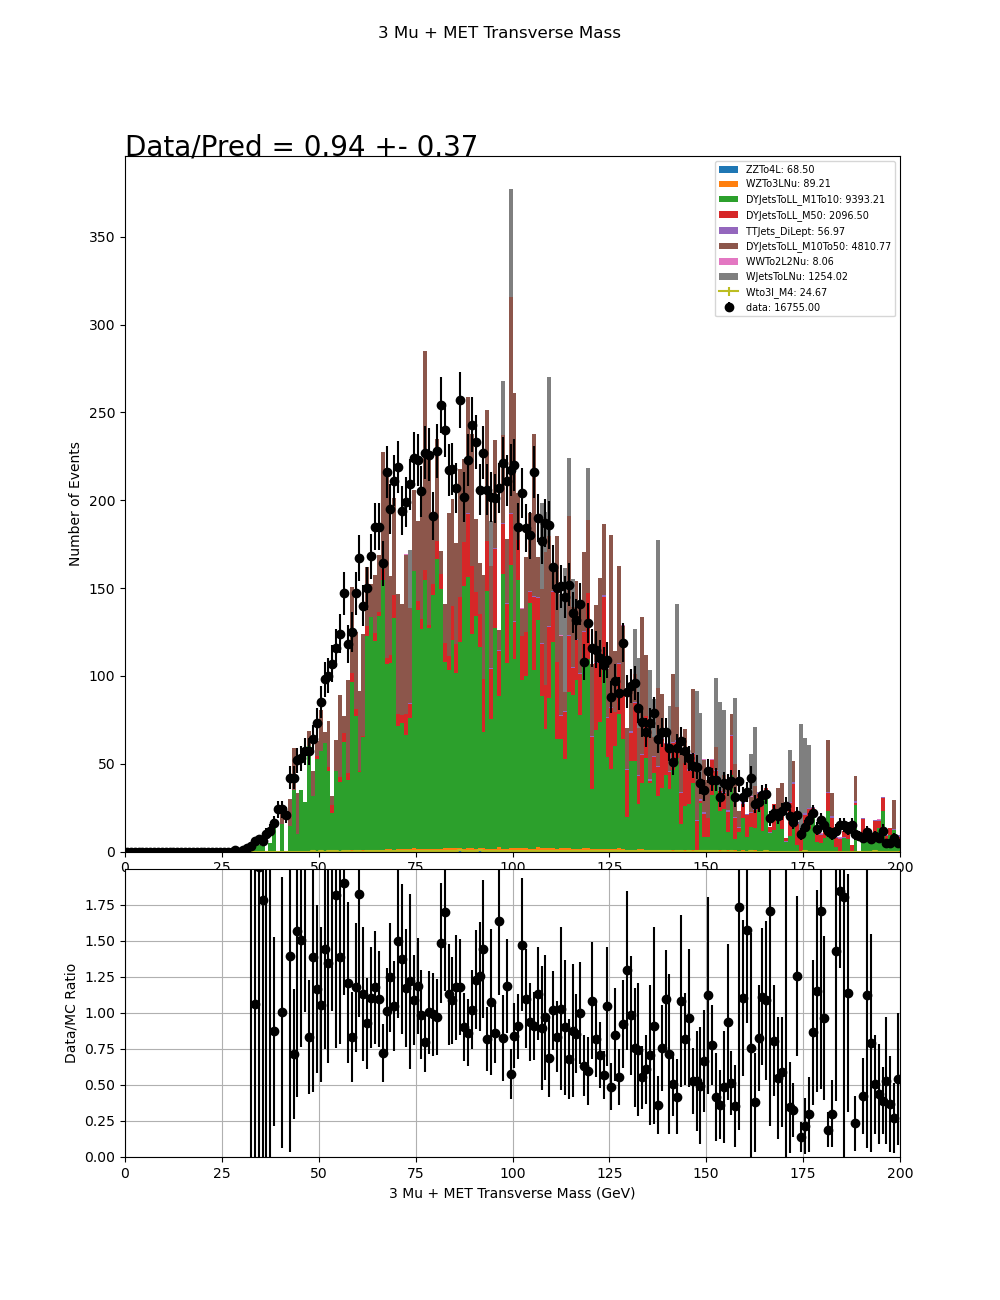 3 Mu + MET Transverse Mass
Data/Pred = 0.94 +- 0.37
ZZTo4L: 68.50
WZTo3LNu: 89.21
DYJetsToLL_M1To10: 9393.21
DYJetsToLL_M50: 2096.50
TTJets_DiLept: 56.97
DYJetsToLL_M10To50: 4810.77
WWTo2L2Nu: 8.06
WJetsToLNu: 1254.02
Wto3l_M4: 24.67
data: 16755.00
Number of Events
350
300
250
200
150
100
50
0
0 25 50 75 100 125 150 175 200
Data/MC Ratio
1.75
1.50
1.25
1.00
0.75
0.50
0.25
0.00
0 25 50 75 100 125 150 175 200
3 Mu + MET Transverse Mass (GeV)